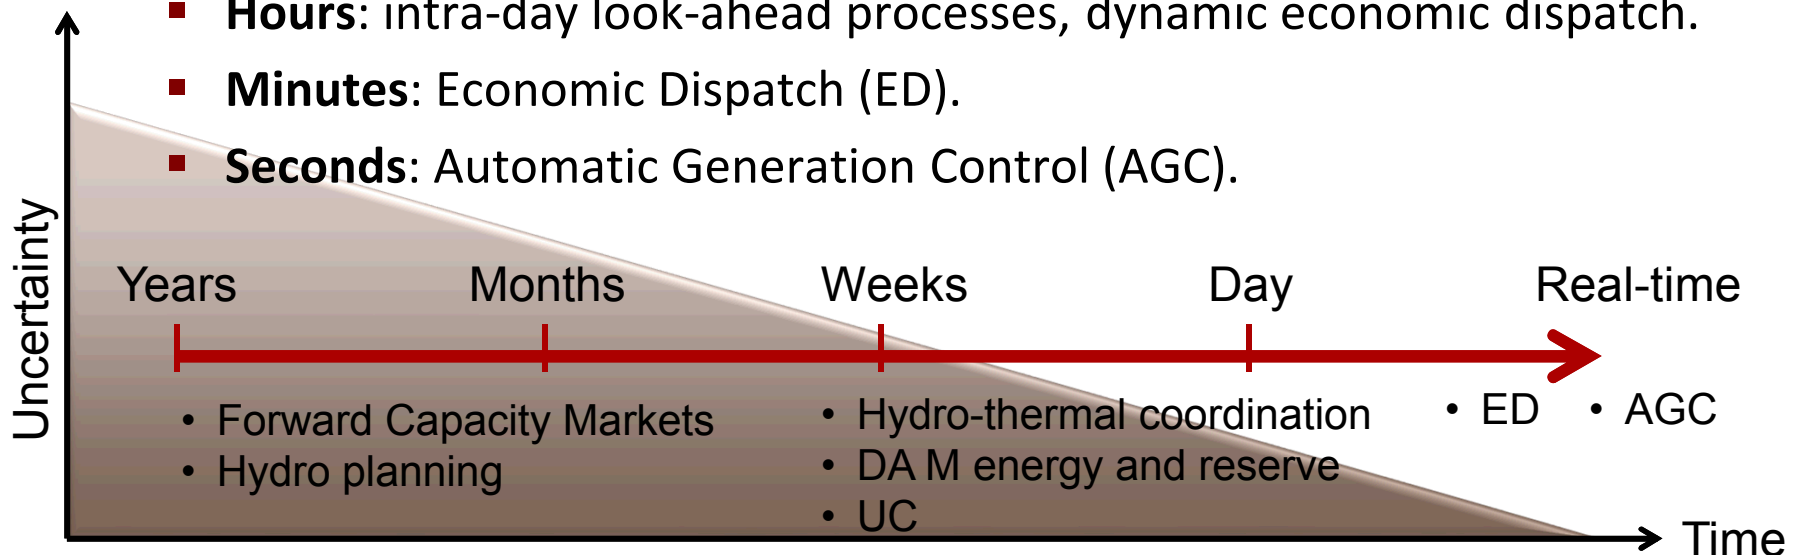 ▪ Hours: intra-day look-ahead processes, dynamic economic dispatch.
▪ Minutes: Economic Dispatch (ED).
▪ Seconds: Automatic Generation Control (AGC).
Uncertainty
Years Months Weeks Day Real-time
• Forward Capacity Markets
• Hydro planning
• Hydro-thermal coordination
• DA M energy and reserve
• UC
• ED • AGC
Time